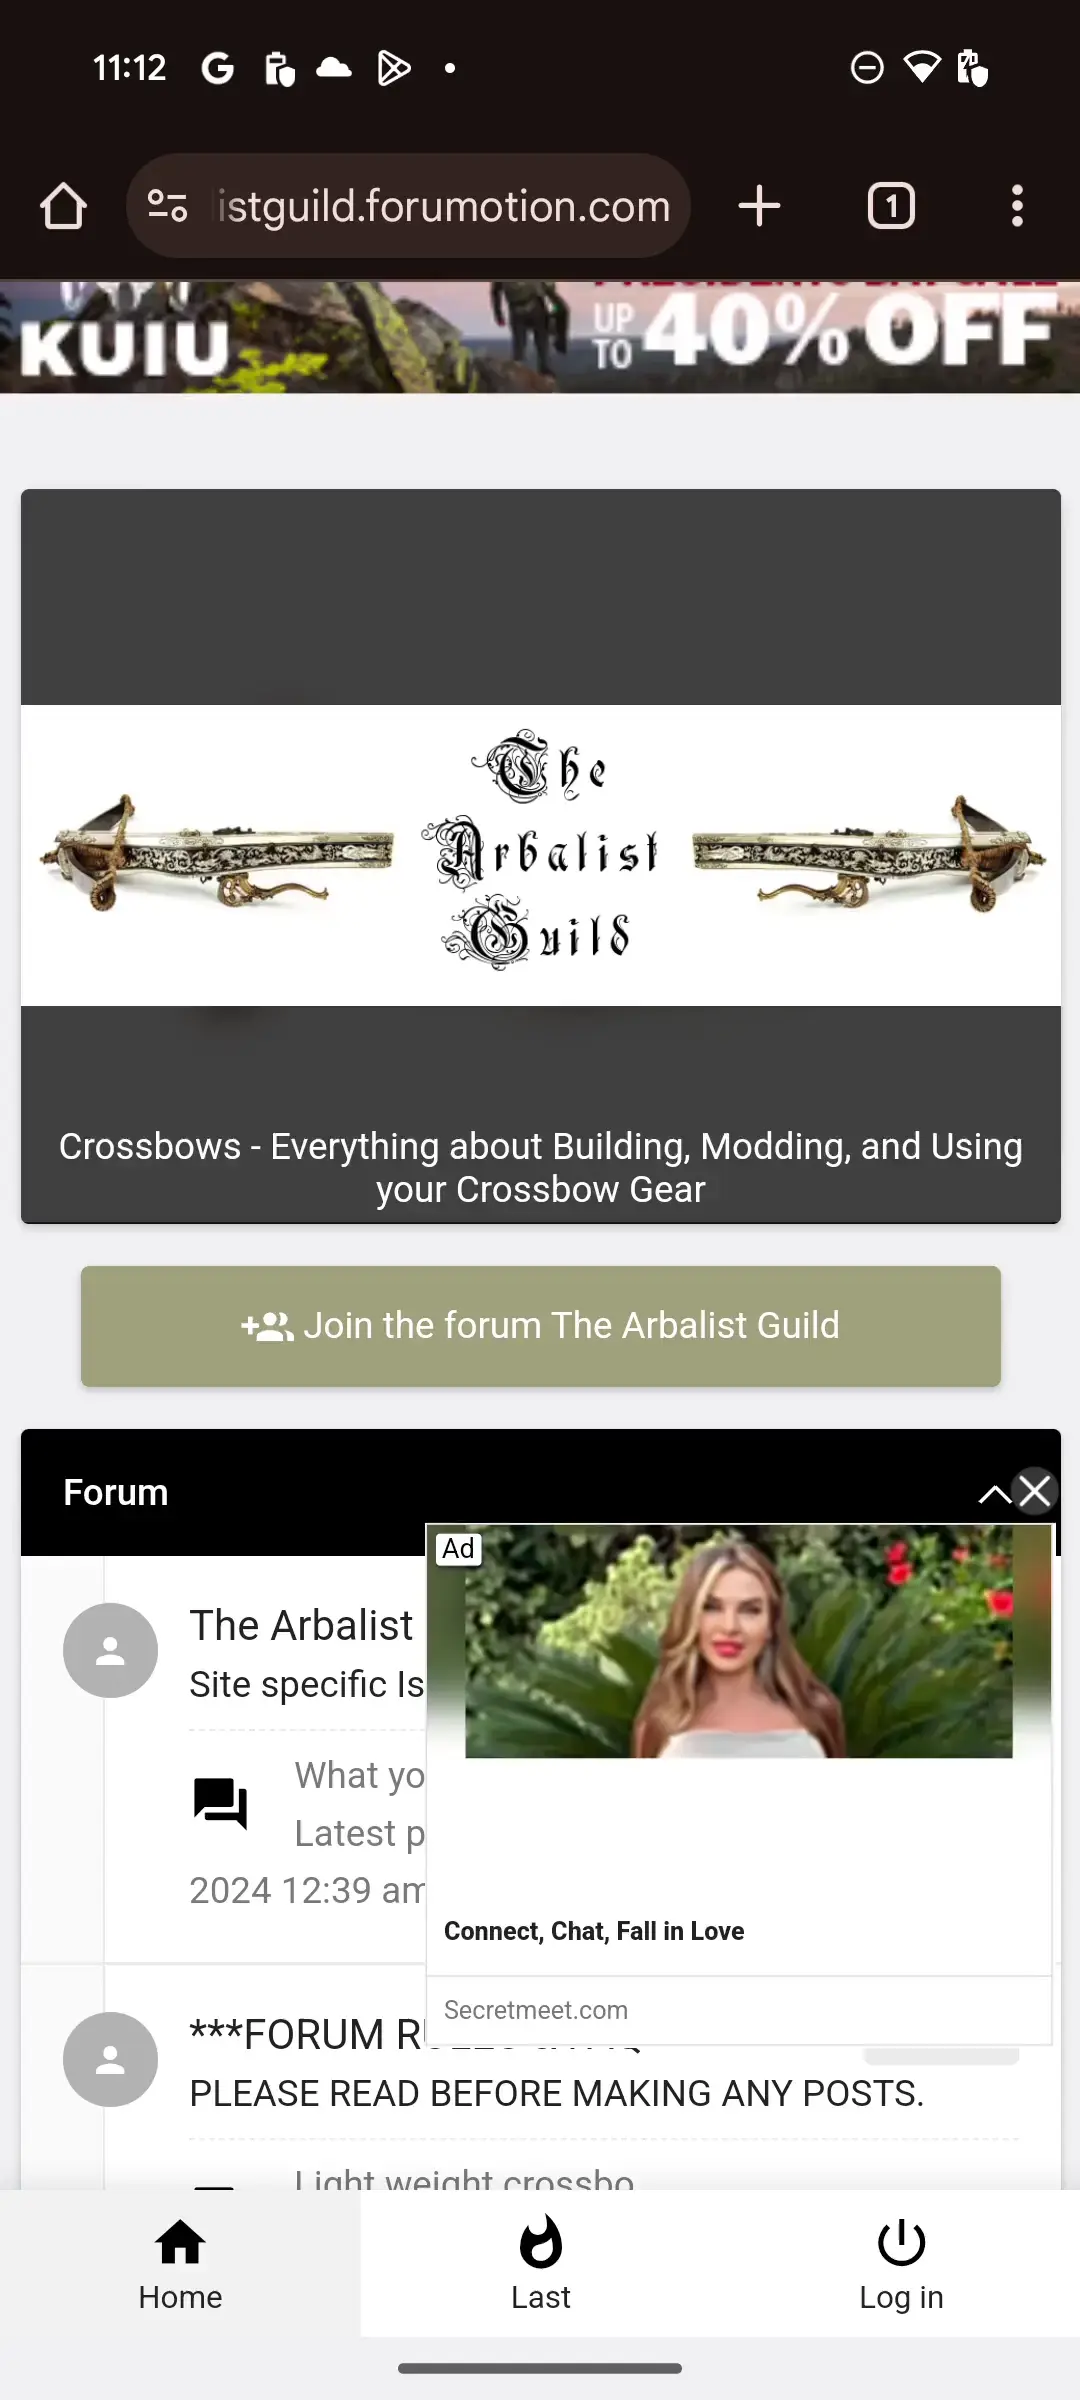 11:12
istguild.forumotion.com
1
KUIU
UP TO 40% OFF
The
Arbalist
Guild
Crossbows - Everything about Building, Modding, and Using
your Crossbow Gear
Join the forum The Arbalist Guild
Forum
Ad
The Arbalist
Site specific Is
What yo
Latest p
2024 12:39 am
Connect, Chat, Fall in Love
Secretmeet.com
***FORUM
PLEASE READ BEFORE MAKING ANY POSTS.
Light weight crossbo
Home
Last
Log in